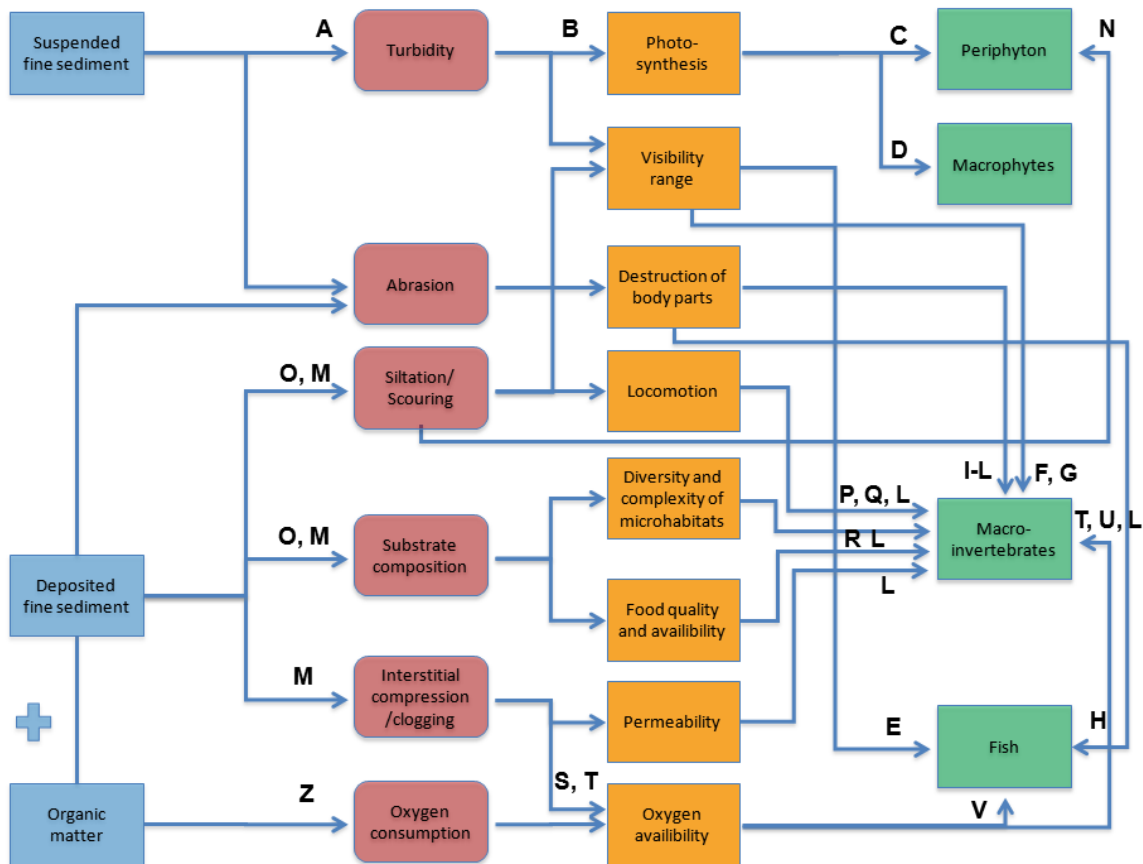 Suspended
fine sediment
A
Turbidity
B
Photo-
synthesis
C
Periphyton
N
Visibility
range
D
Macrophytes
Abrasion
Destruction of
body parts
O, M
Siltation/
Scouring
Locomotion
I-L
F, G
Diversity and
complexity of
microhabitats
P, Q, L
O, M
Substrate
composition
Macro-
invertebrates
T, U, L
R L
L
Deposited
fine sediment
Food quality
and availibility
M
Interstitial
compression
/clogging
Permeability
E
Fish
H
S, T
Z
Organic
matter
Oxygen
consumption
Oxygen
availibility
V